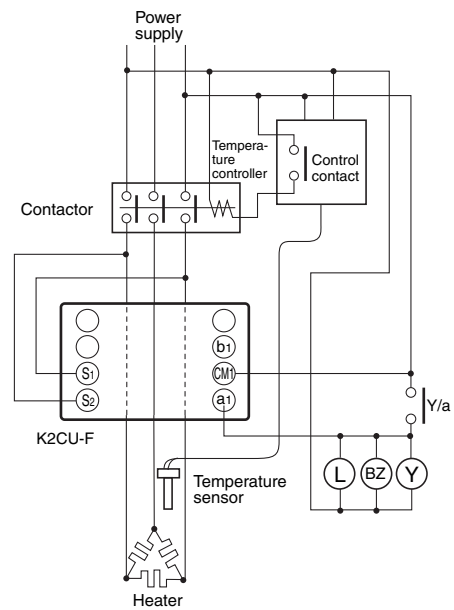 Power
supply
Tempera-
ture
controller
Control
contact
Contactor
b1
S1
CM1
S2
a1
Y/a
K2CU-F
L
BZ
Y
Temperature
sensor
Heater